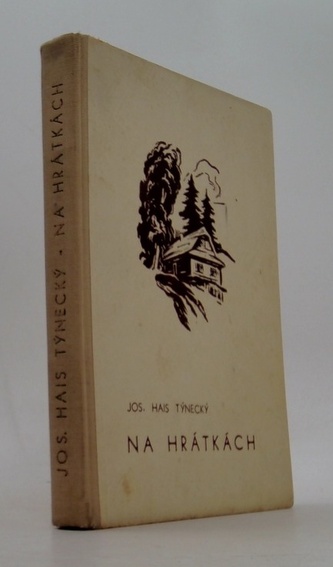 JOS. HAIS TÝNECKÝ - NA HRÁTKÁCH
JOS. HAIS TÝNECKÝ
NA HRÁTKÁCH